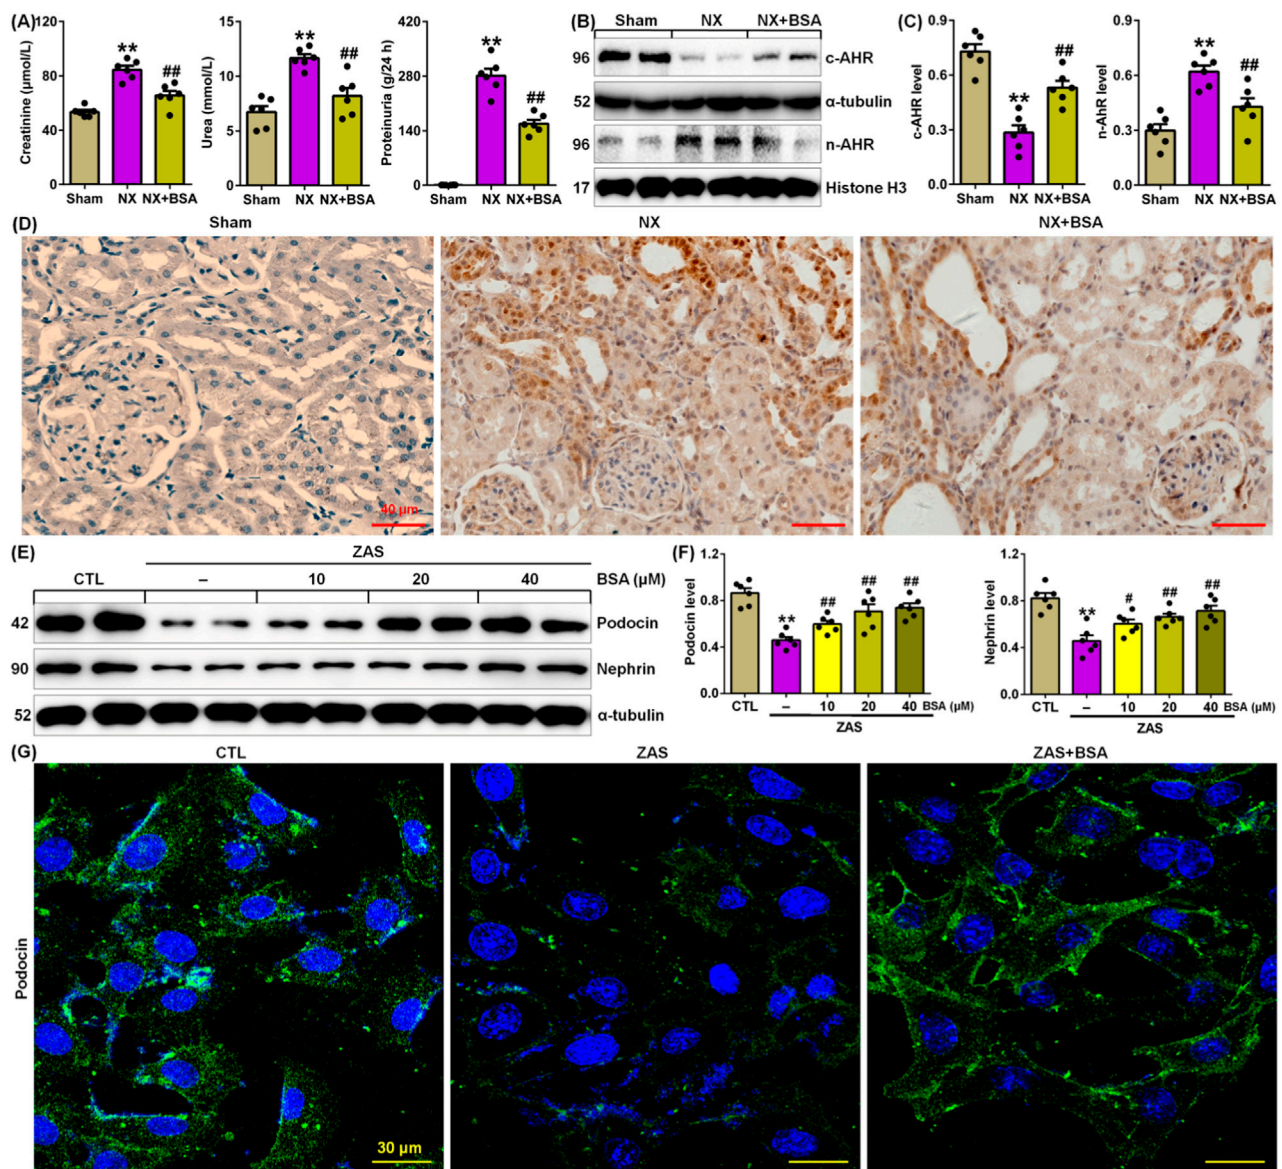 (A)
120
80
40
0
Creatinine (μmol/L)
**
##
Sham NX NX+BSA
15
10
5
0
Urea (mmol/L)
**
##
Sham NX NX+BSA
420
280
140
0
Proteinuria (g/24 h)
**
##
Sham NX NX+BSA
(B)
Sham NX NX+BSA
96 c-AHR
52 α-tubulin
96 n-AHR
17 Histone H3
(C)
0.9
0.6
0.3
0.0
c-AhR level
**
##
Sham NX NX+BSA
0.9
0.6
0.3
0.0
n-AhR level
**
##
Sham NX NX+BSA
(D)
Sham NX NX+BSA
40 μm
(E)
ZAS
CTL – 10 20 40 BSA (μM)
42 Podocin
90 Nephrin
52 α-tubulin
(F)
1.2
0.8
0.4
0.0
Podocin level
**
##
##
##
CTL – 10 20 40 BSA (μM)
ZAS
1.2
0.8
0.4
0.0
Nephrin level
**
#
##
##
CTL – 10 20 40 BSA (μM)
ZAS
(G)
CTL ZAS ZAS+BSA
Podocin
30 μm